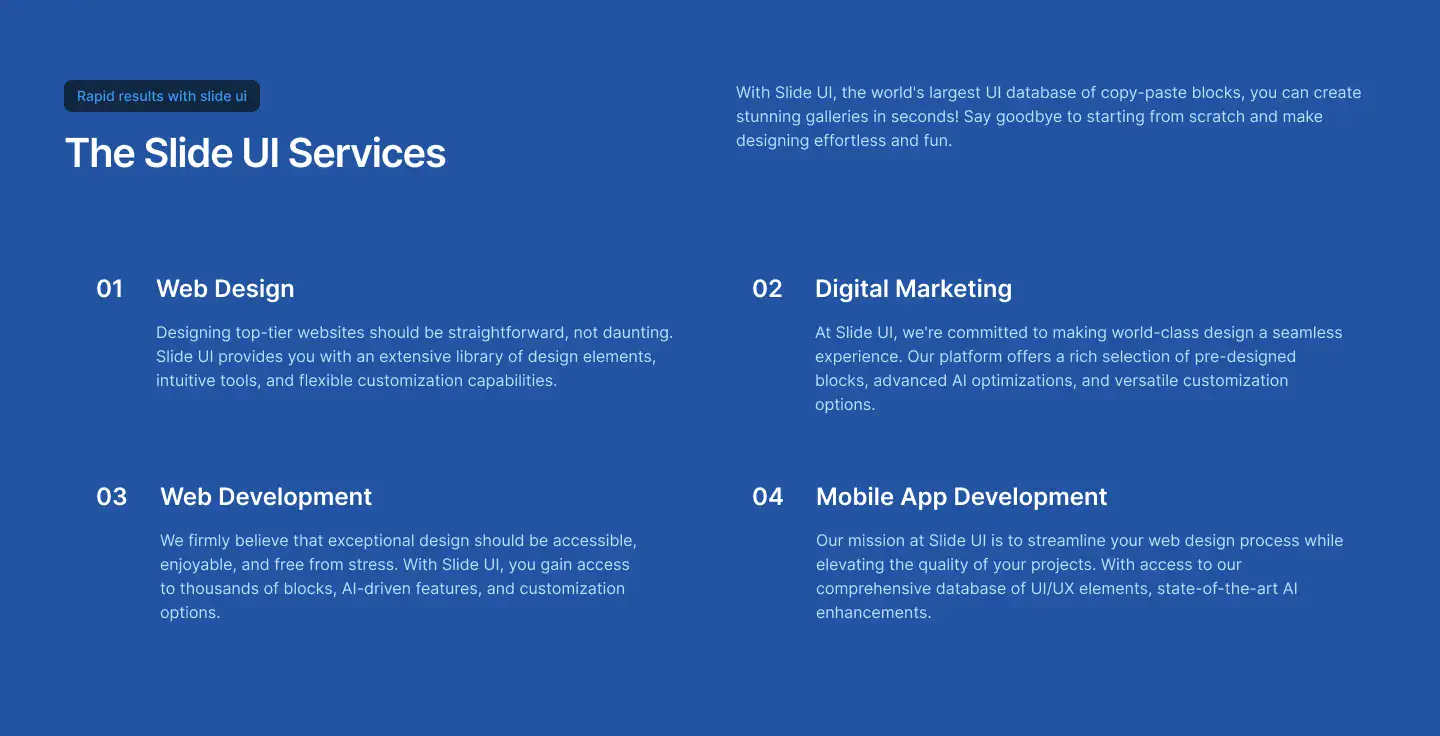 Rapid results with slide ui
The Slide UI Services
With Slide UI, the world's largest UI database of copy-paste blocks, you can create
stunning galleries in seconds! Say goodbye to starting from scratch and make
designing effortless and fun.
01
Web Design
Designing top-tier websites should be straightforward, not daunting.
Slide UI provides you with an extensive library of design elements,
intuitive tools, and flexible customization capabilities.
02
Digital Marketing
At Slide UI, we're committed to making world-class design a seamless
experience. Our platform offers a rich selection of pre-designed
blocks, advanced AI optimizations, and versatile customization
options.
03
Web Development
We firmly believe that exceptional design should be accessible,
enjoyable, and free from stress. With Slide UI, you gain access
to thousands of blocks, AI-driven features, and customization
options.
04
Mobile App Development
Our mission at Slide UI is to streamline your web design process while
elevating the quality of your projects. With access to our
comprehensive database of UI/UX elements, state-of-the-art AI
enhancements.